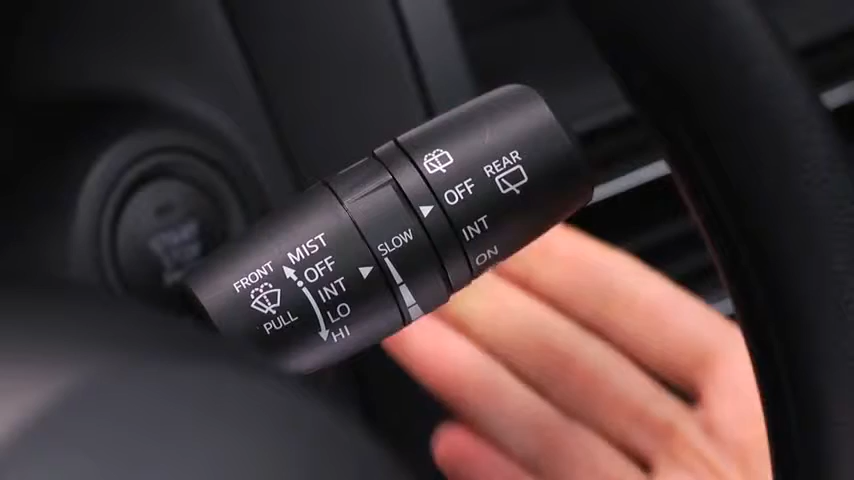 FRONT
PULL
MIST
OFF
INT
LO
HI
SLOW
OFF
INT
ON
REAR